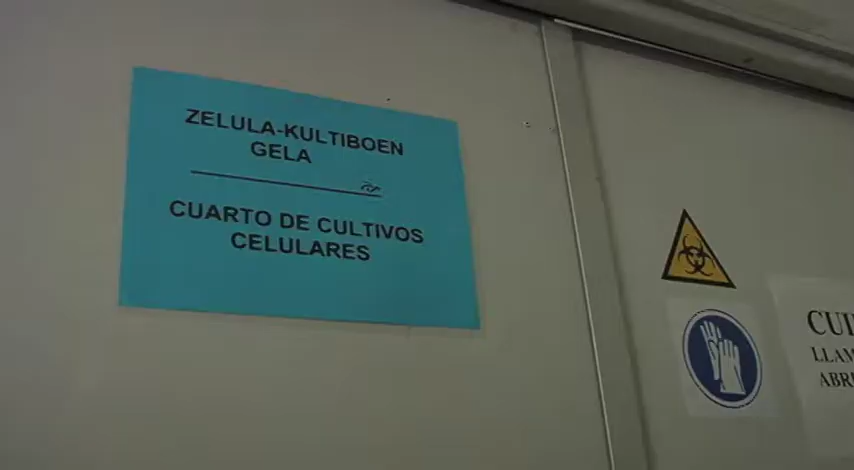 ZELULA-KULTIBOEN
GELA
CUARTO DE CULTIVOS
CELULARES